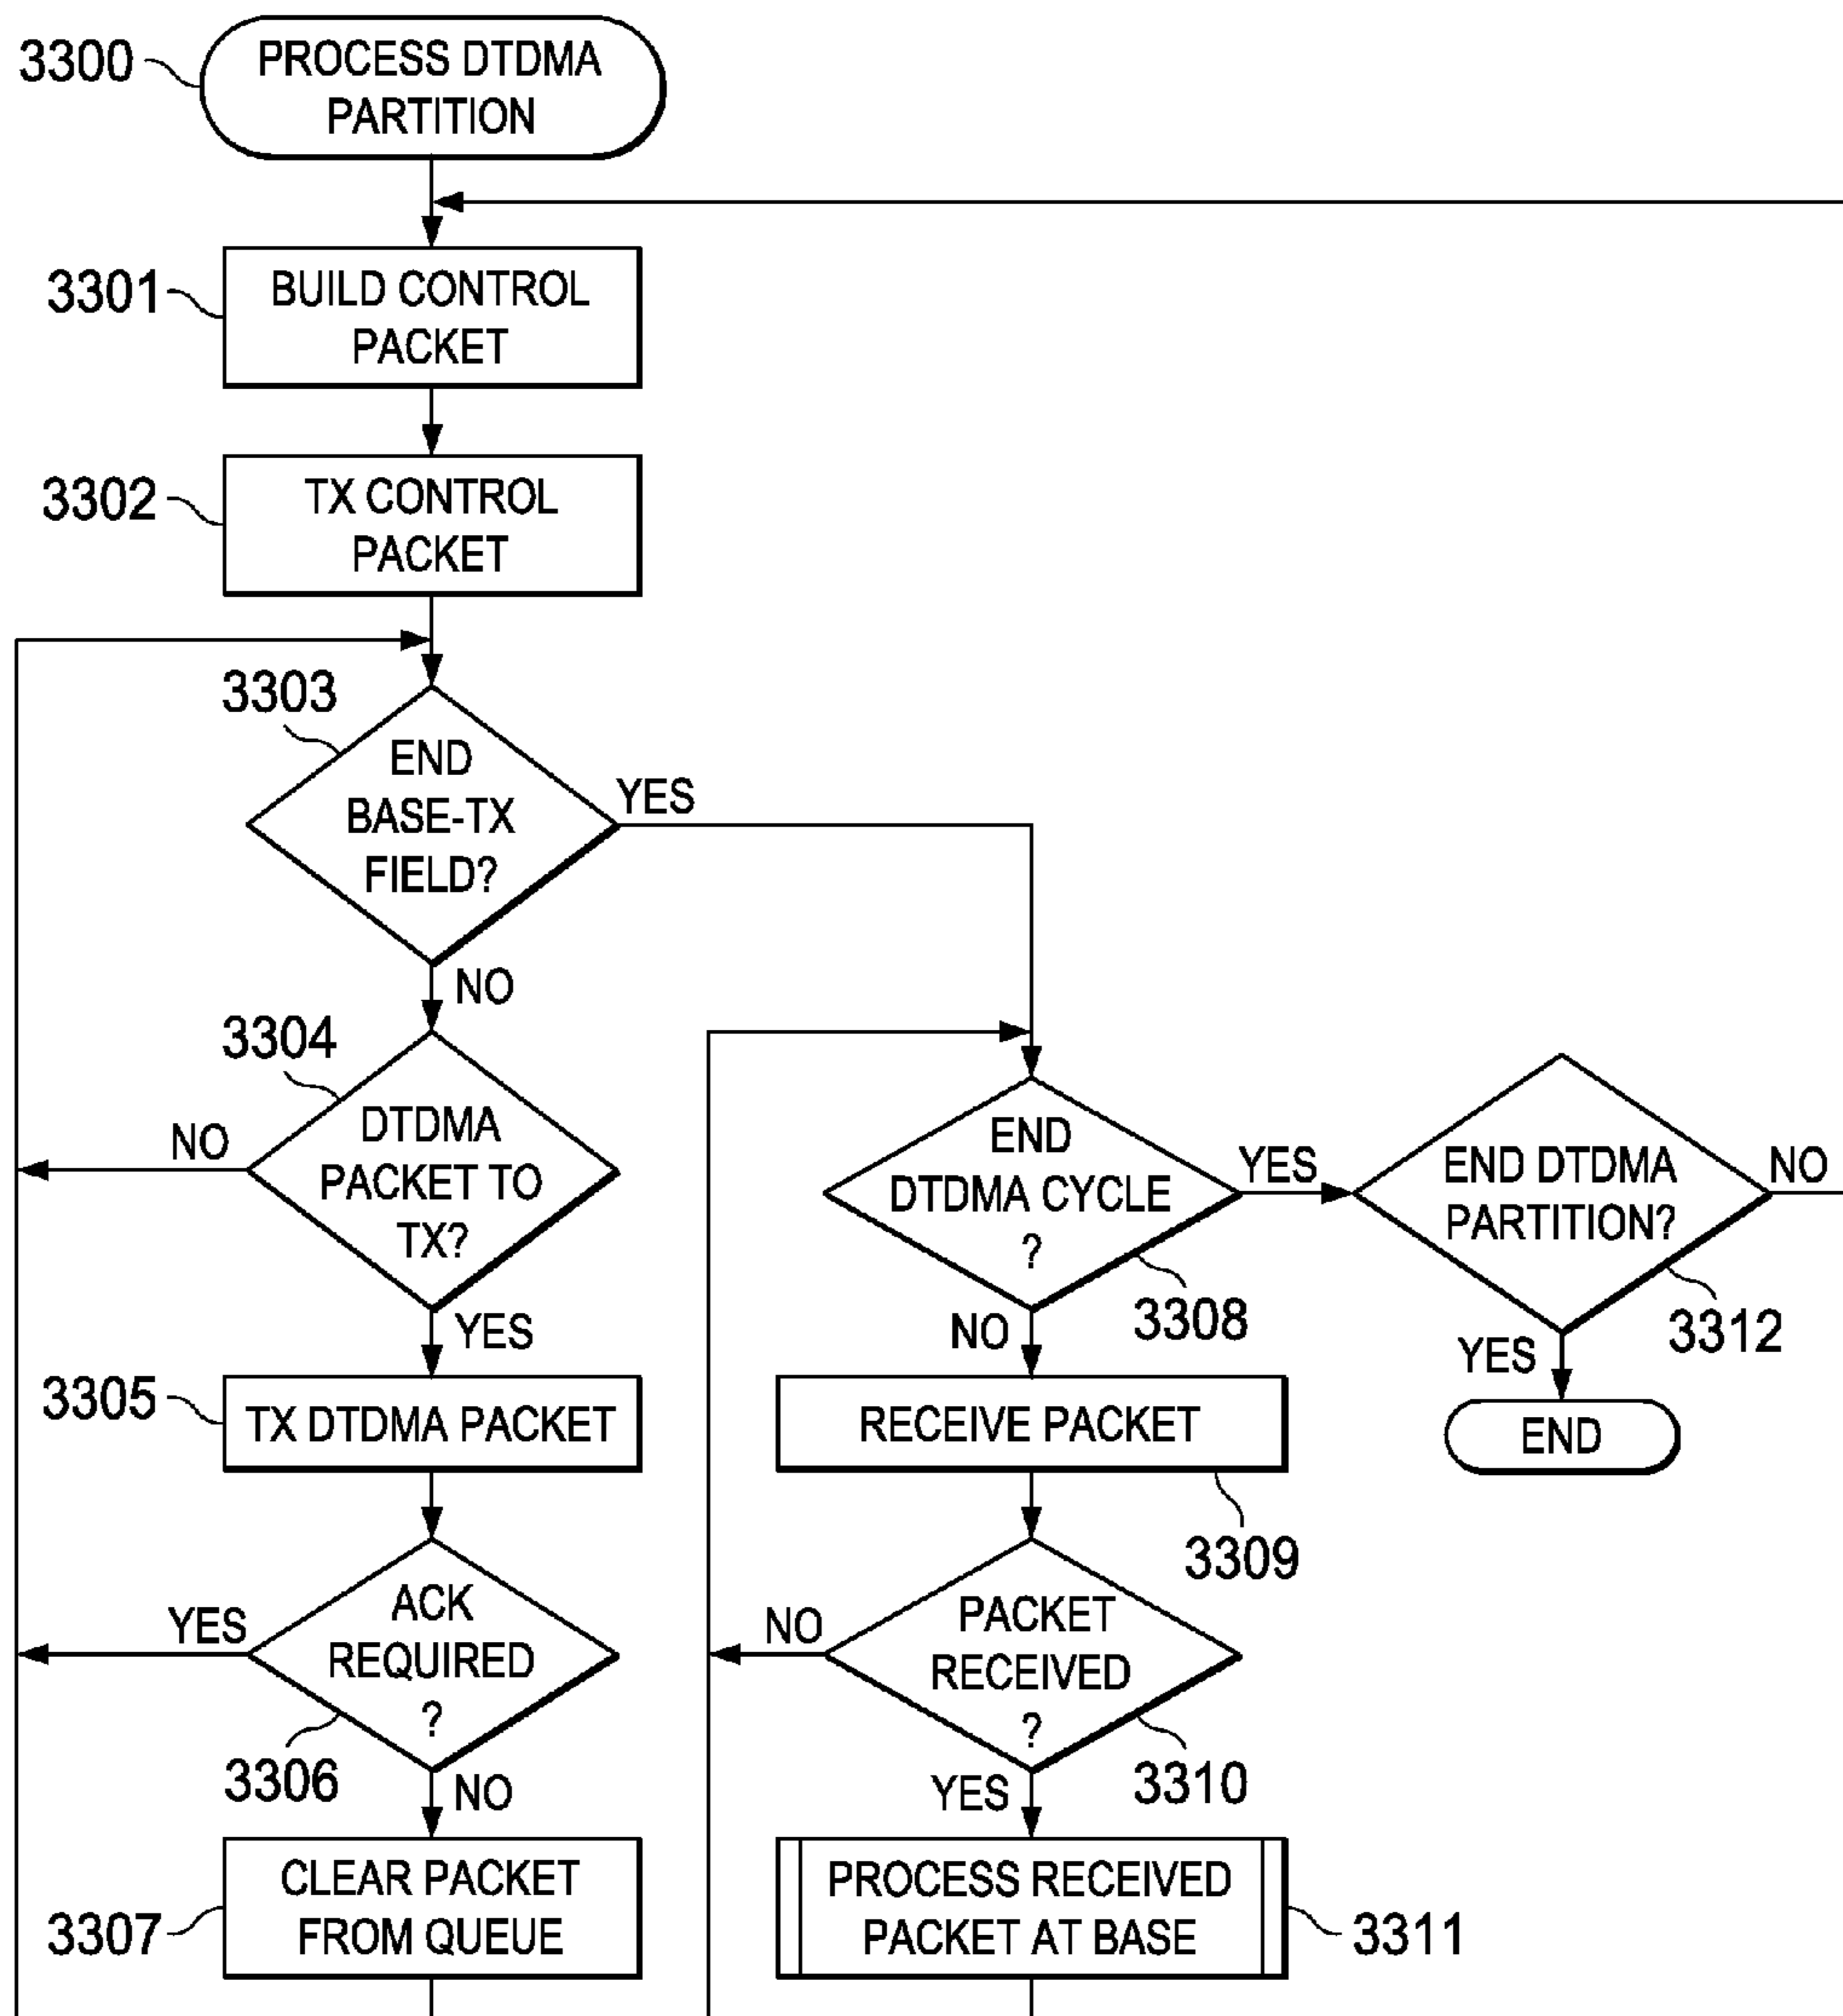 3300
PROCESS DTDMA
PARTITION
3301
BUILD CONTROL
PACKET
3302
TX CONTROL
PACKET
3303
END
BASE-TX
FIELD?
YES
NO
3304
DTDMA
PACKET TO
TX?
NO
YES
3305
TX DTDMA PACKET
ACK
REQUIRED
?
YES
3306
NO
3307
CLEAR PACKET
FROM QUEUE
END
DTDMA CYCLE
?
YES
3308
NO
RECEIVE PACKET
3309
PACKET
RECEIVED
?
NO
3310
YES
PROCESS RECEIVED
PACKET AT BASE
3311
END DTDMA
PARTITION?
NO
3312
YES
END